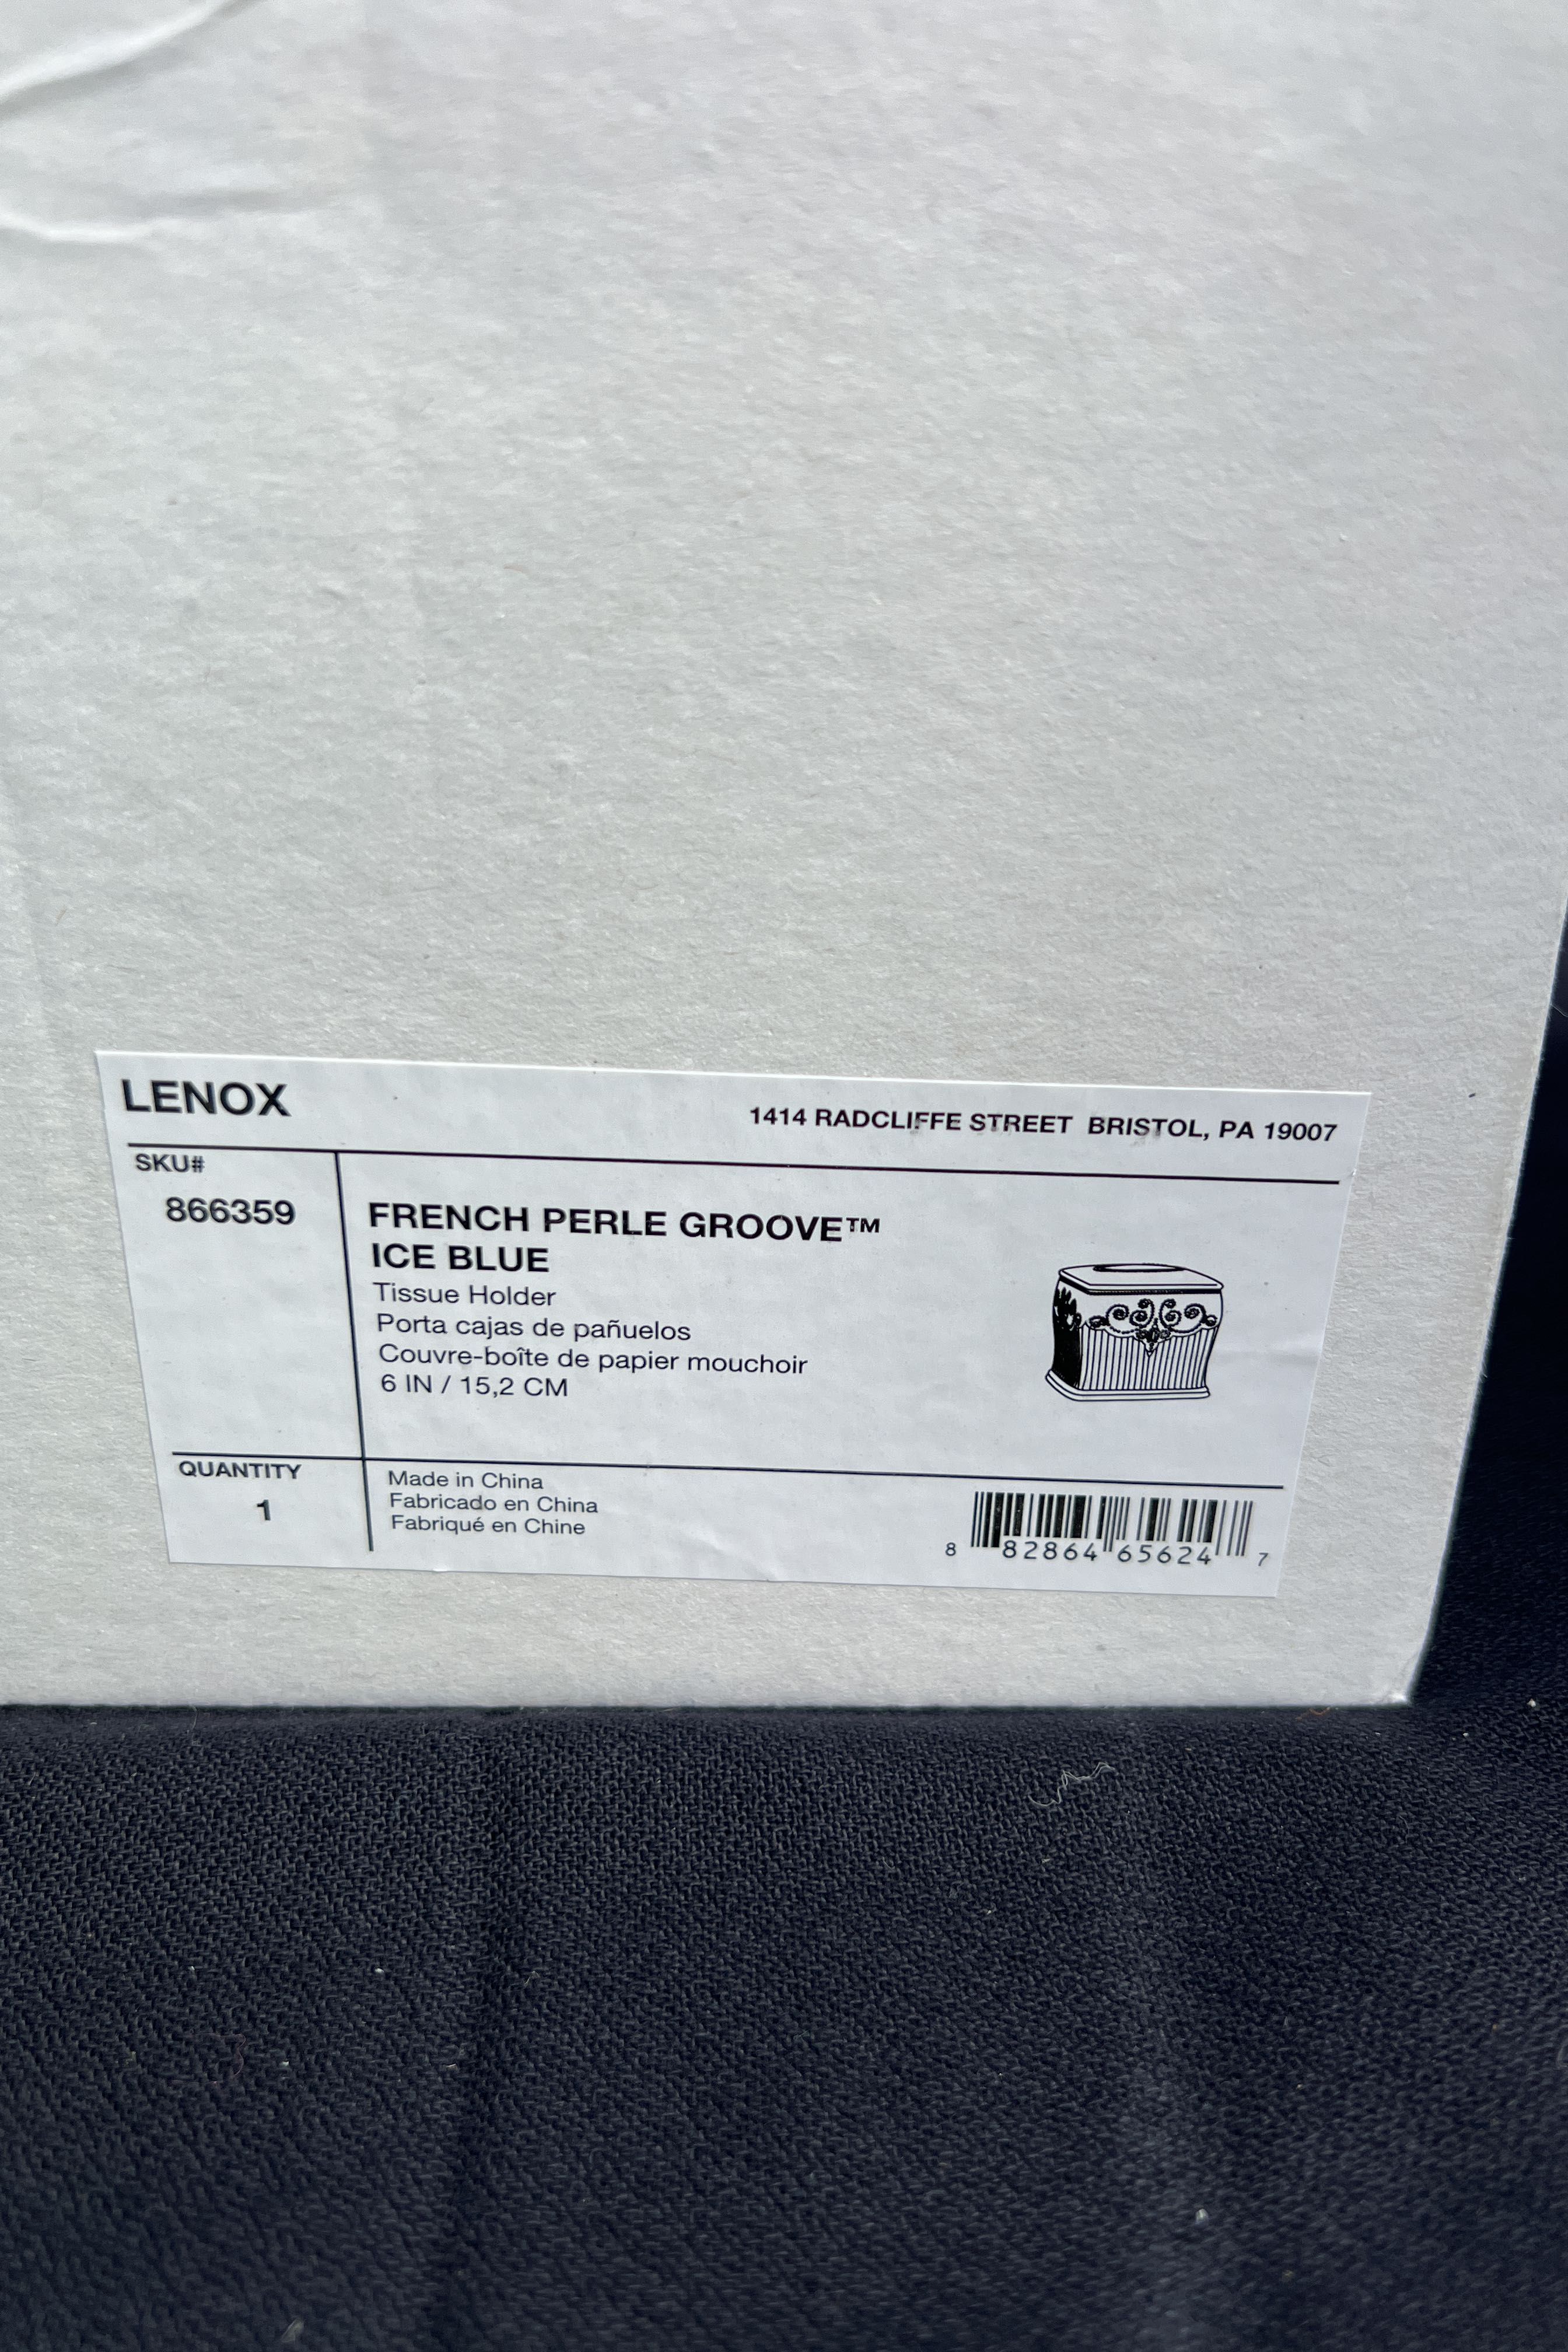 LENOX
1414 RADCLIFFE STREET BRISTOL, PA 19007
SKU#
866359
FRENCH PERLE GROOVE™
ICE BLUE
Tissue Holder
Porta cajas de pañuelos
Couvre-boîte de papier mouchoir
6 IN / 15,2 CM
QUANTITY
1
Made in China
Fabricado en China
Fabriqué en Chine
8 82864 65624 7